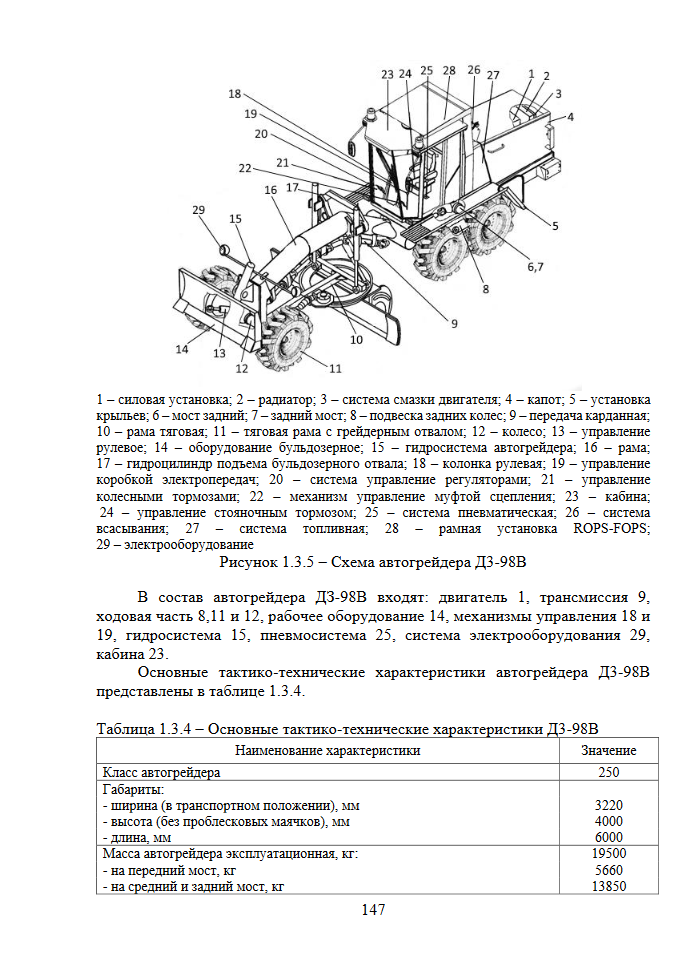 23 24 25 28 26 27 1 2
3
4
18
19
20
21
22
17
16
29
15
5
6,7
8
9
10
14 13
12 11
1 – силовая установка; 2 – радиатор; 3 – система смазки двигателя; 4 – капот; 5 – установка
крыльев; 6 – мост задний; 7 – задний мост; 8 – подвеска задних колес; 9 – передача карданная;
10 – рама тяговая; 11 – тяговая рама с грейдерным отвалом; 12 – колесо; 13 – управление
рулевое; 14 – оборудование бульдозерное; 15 – гидросистема автогрейдера; 16 – рама;
17 – гидроцилиндр подъема бульдозерного отвала; 18 – колонка рулевая; 19 – управление
коробкой электропередач; 20 – система управление регуляторами; 21 – управление
колесными тормозами; 22 – механизм управление муфтой сцепления; 23 – кабина;
24 – управление стояночным тормозом; 25 – система пневматическая; 26 – система
всасывания; 27 – система топливная; 28 – рамная установка ROPS-FOPS;
29 – электрооборудование
Рисунок 1.3.5 – Схема автогрейдера ДЗ-98В
В состав автогрейдера ДЗ-98В входят: двигатель 1, трансмиссия 9,
ходовая часть 8,11 и 12, рабочее оборудование 14, механизмы управления 18 и
19, гидросистема 15, пневмосистема 25, система электрооборудования 29,
кабина 23.
Основные тактико-технические характеристики автогрейдера ДЗ-98В
представлены в таблице 1.3.4.
Таблица 1.3.4 – Основные тактико-технические характеристики ДЗ-98В
Наименование характеристики Значение
Класс автогрейдера 250
Габариты:
- ширина (в транспортном положении), мм 3220
- высота (без проблесковых маячков), мм 4000
- длина, мм 6000
Масса автогрейдера эксплуатационная, кг: 19500
- на передний мост, кг 5660
- на средний и задний мост, кг 13850
147